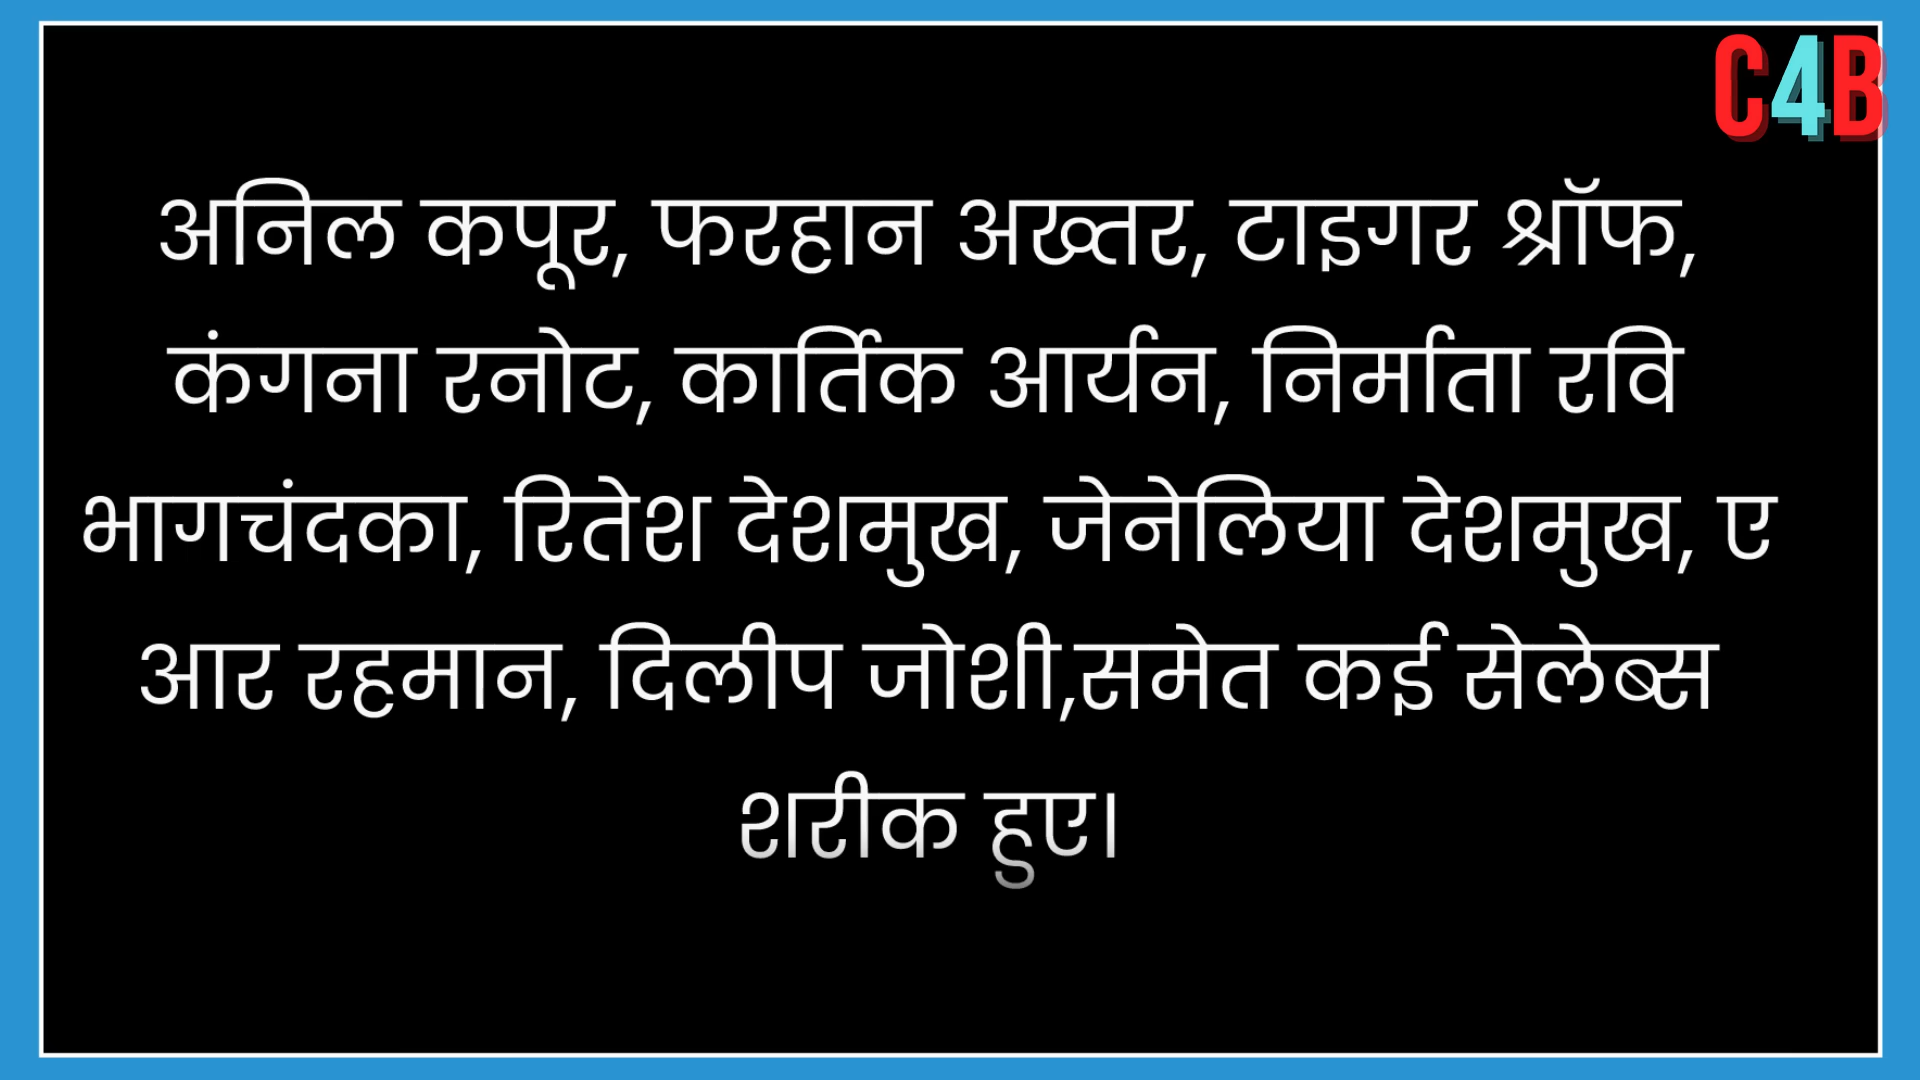 C4B
अनिल कपूर, फरहान अख्तर, टाइगर श्रॉफ,
कंगना रनोट, कार्तिक आर्यन, निर्माता रवि
भागचंदका, रितेश देशमुख, जेनेलिया देशमुख, ए
आर रहमान, दिलीप जोशी,समेत कई सेलेब्स
शरीक हुए।